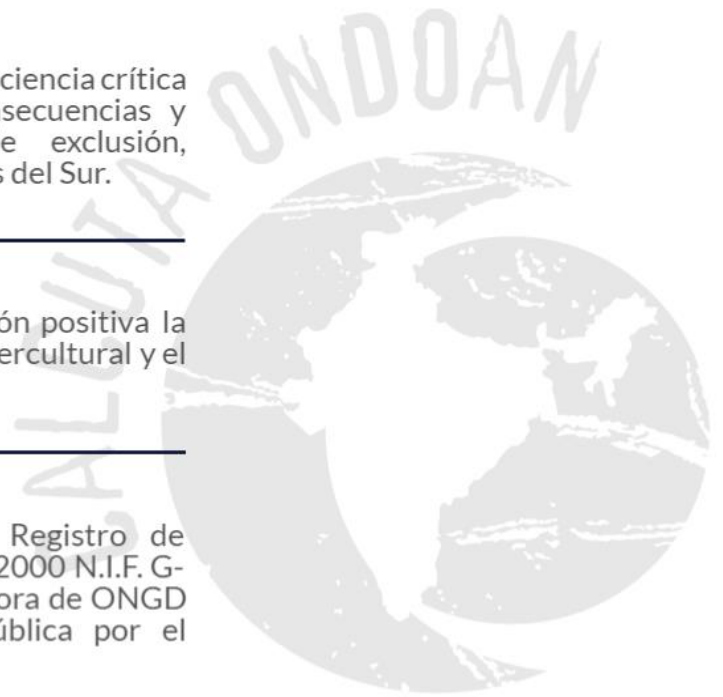 ciencia crítica
secuencias y
e exclusión,
s del Sur.
ón positiva la
ercultural y el
Registro de
2000 N.I.F. G-
ora de ONGD
ública por el
CALCUTA ONDOAN